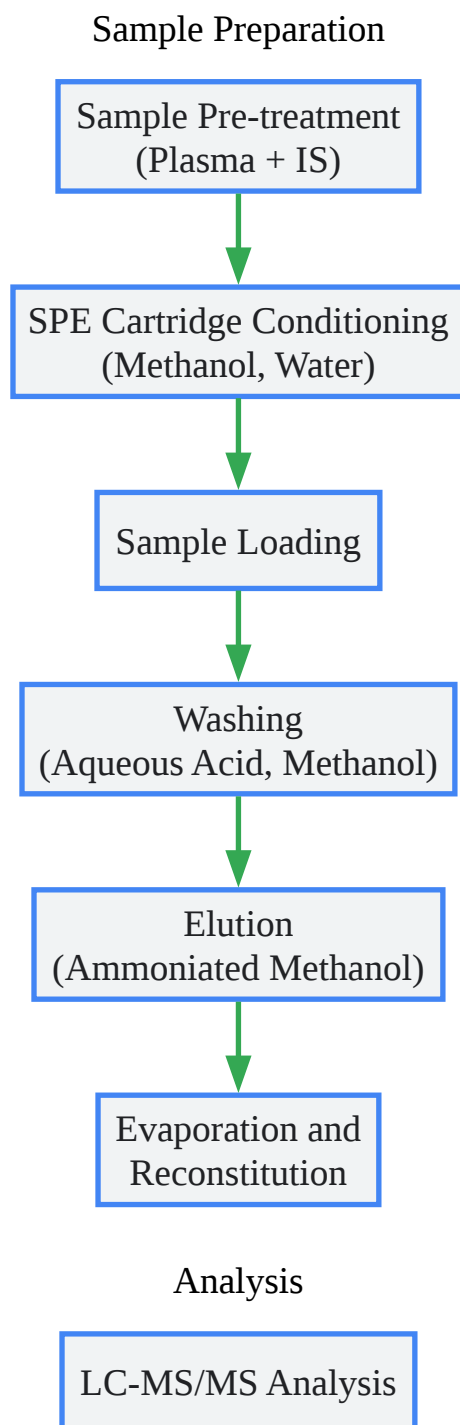 Sample Preparation
Sample Pre-treatment
(Plasma + IS)
SPE Cartridge Conditioning
(Methanol, Water)
Sample Loading
Washing
(Aqueous Acid, Methanol)
Elution
(Ammoniated Methanol)
Evaporation and
Reconstitution
Analysis
LC-MS/MS Analysis